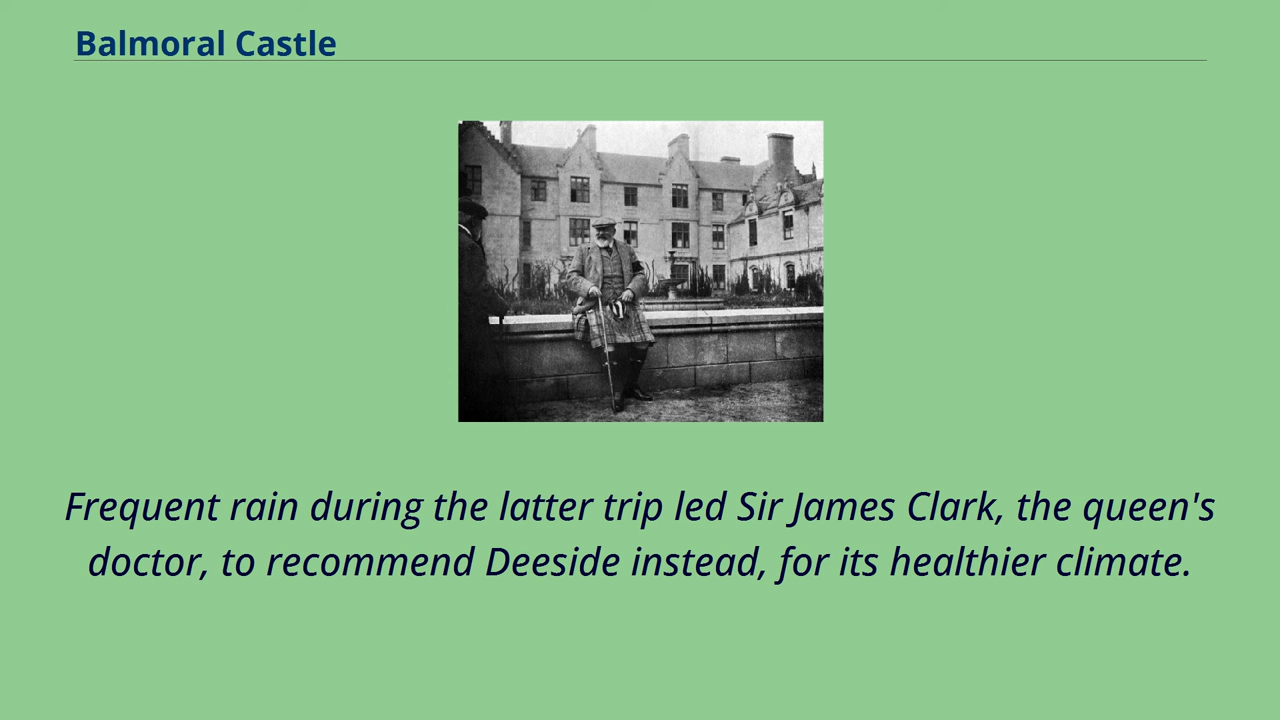 Balmoral Castle
Frequent rain during the latter trip led Sir James Clark, the queen's
doctor, to recommend Deeside instead, for its healthier climate.